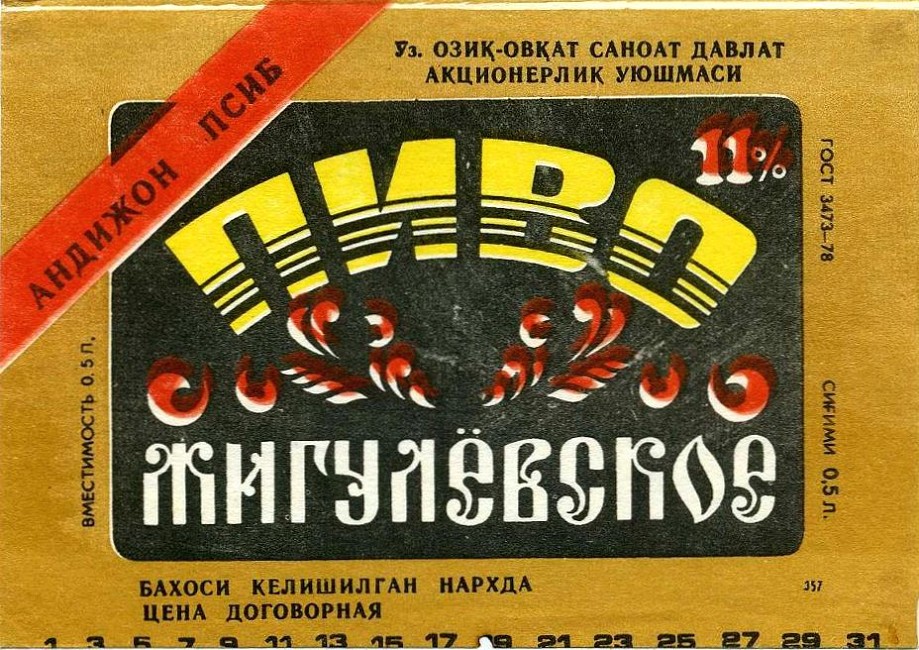 Ўз. ОЗИҚ-ОВҚАТ САНОАТ ДАВЛАТ
АКЦИОНЕРЛИҚ УЮШМАСИ
АНДИЖОН ПСИБ
11%
ПИВО
ЖИГУЛЁВСКОЕ
ВМЕСТИМОСТЬ 0.5 Л.
ГОСТ 3473–78
СИҒИМИ 0,5 Л.
БАХОСИ КЕЛИШИЛГАН НАРХДА
ЦЕНА ДОГОВОРНАЯ
357
1 3 5 7 9 11 13 15 17 19 21 23 25 27 29 31